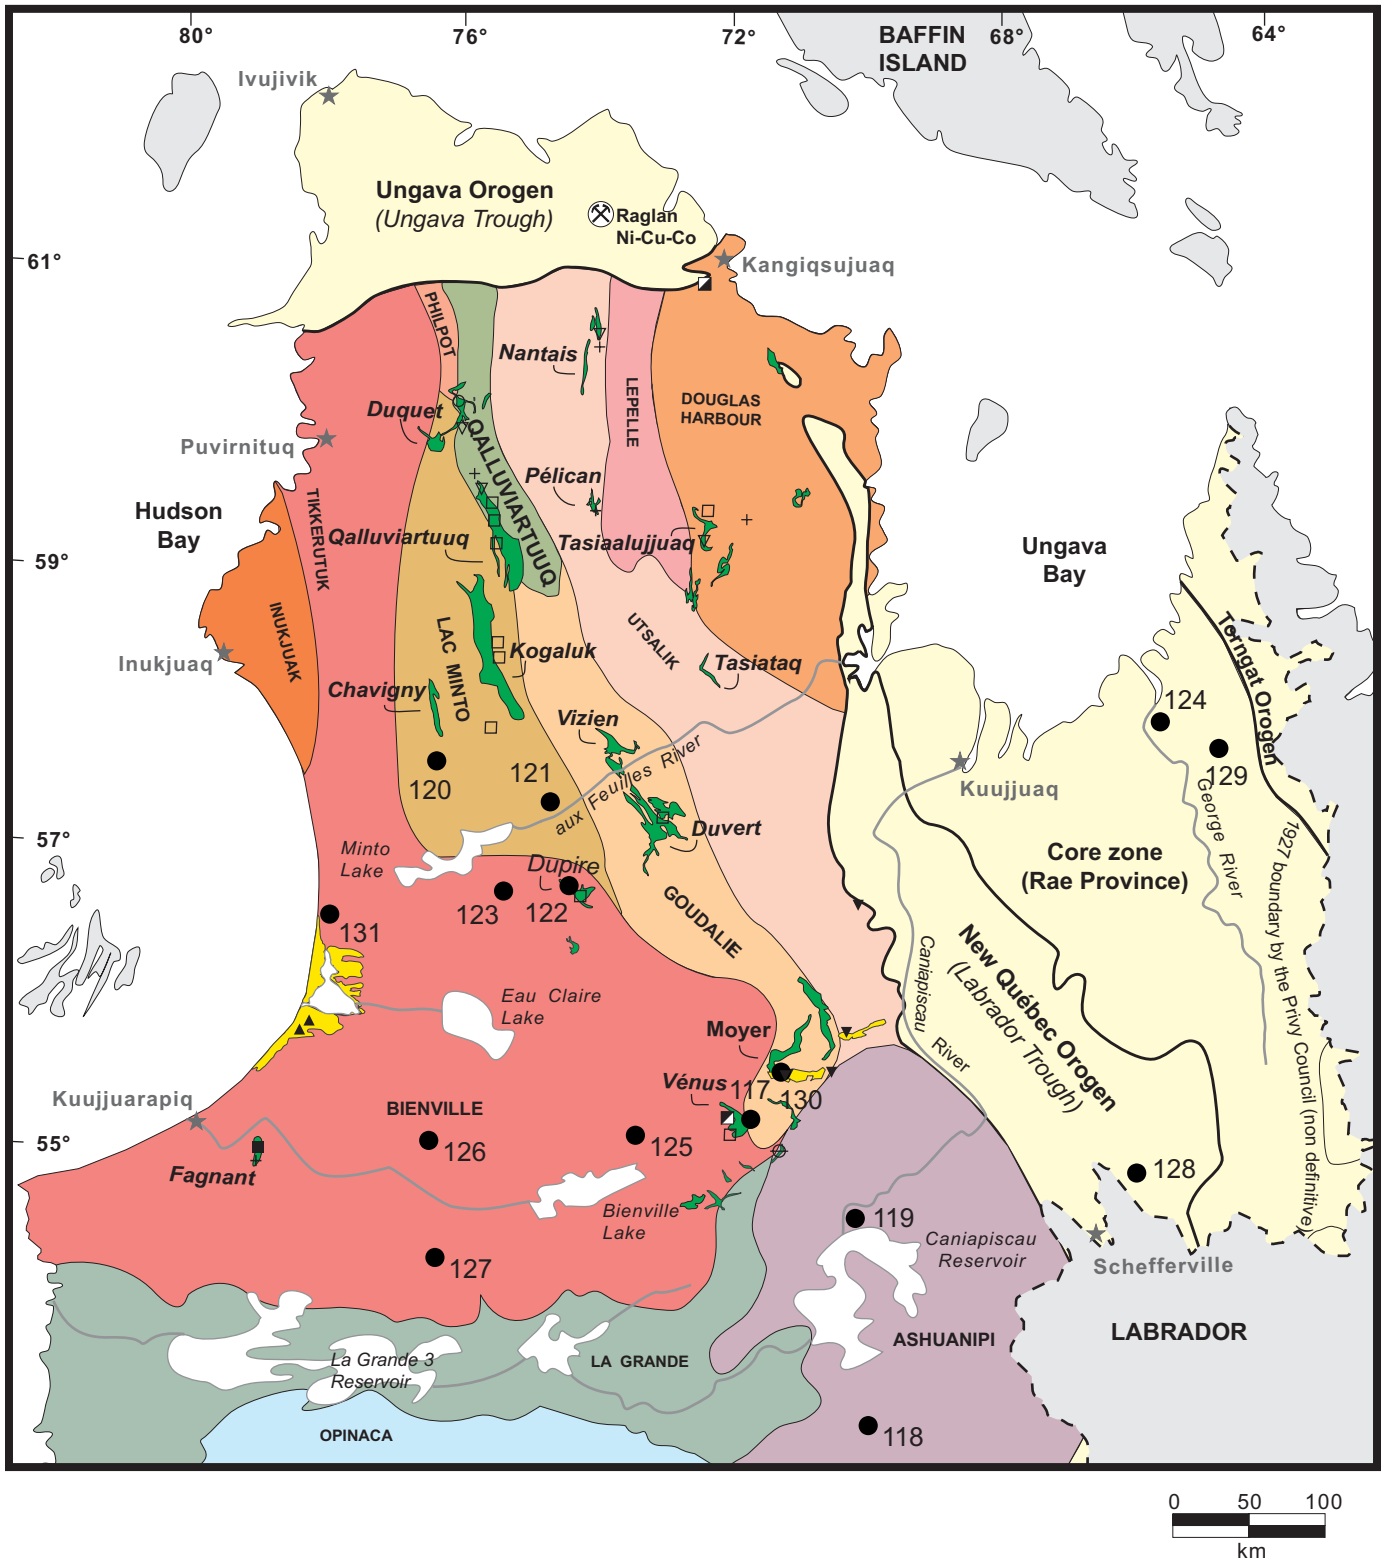 80°
76°
72°
68°
64°
BAFFIN
ISLAND
Ivujivik
Ungava Orogen
(Ungava Trough)
Raglan
Ni-Cu-Co
61°
Kangiqsujuaq
PHILPOT
Nantais
LEPELLE
DOUGLAS
HARBOUR
Duquet
Puvirnituq
QALLUVIARTUUQ
Pélican
Hudson
Bay
TIKKERUTUK
Qalluviartuuq
Tasiaalujjuaq
Ungava
Bay
59°
INUKJUAK
LAC MINTO
UTSALIK
Torngat Orogen
Inukjuaq
Kogaluk
Tasiataq
Chavigny
Vizien
124
129
120
121
aux Feuilles River
Kuujjuaq
George River
57°
Minto
Lake
Duvert
Core zone
(Rae Province)
1927 boundary by the Privy Council (non definitive)
Dupire
123
122
GOUDALIE
131
New Québec Orogen
(Labrador Trough)
Caniapiscau
River
Eau Claire
Lake
Moyer
Vénus
117
130
Kuujjuarapiq
BIENVILLE
55°
126
125
128
Fagnant
Bienville
Lake
119
Caniapiscau
Reservoir
Schefferville
127
LABRADOR
ASHUANIPI
La Grande 3
Reservoir
LA GRANDE
OPINACA
118
0 50 100
km